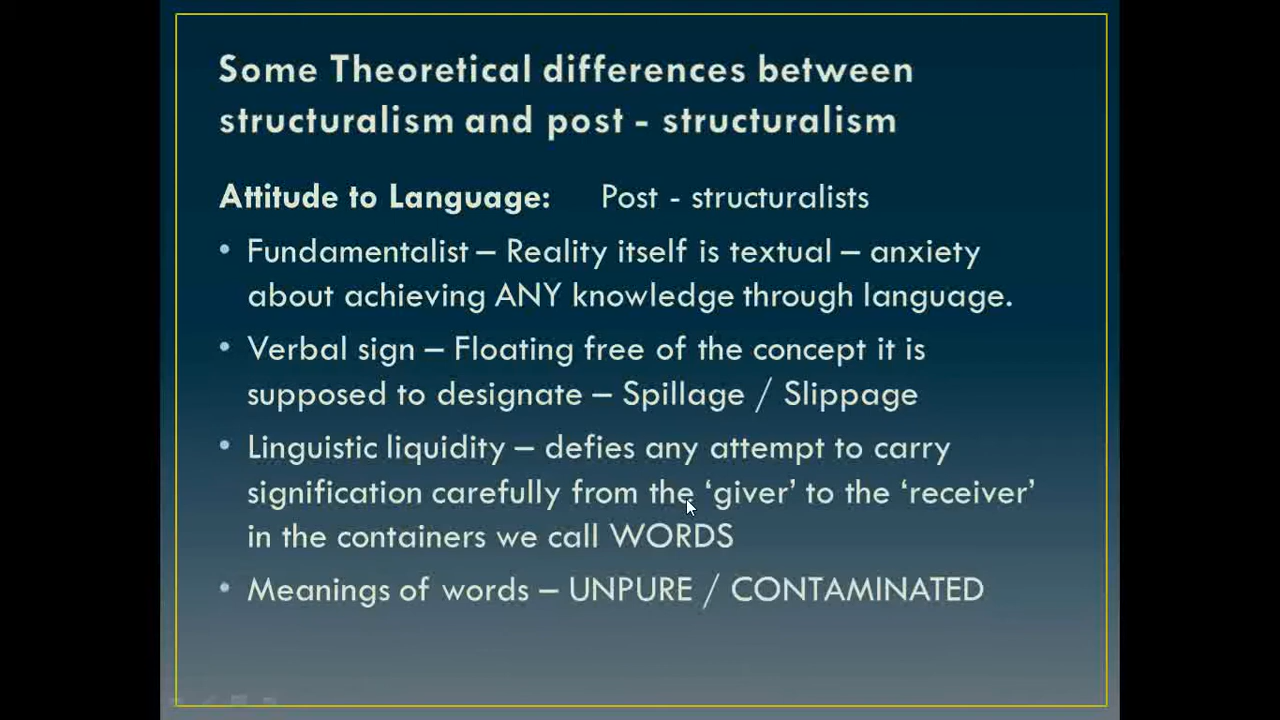 Some Theoretical differences between
structuralism and post - structuralism
Attitude to Language: Post - structuralists
• Fundamentalist – Reality itself is textual – anxiety
about achieving ANY knowledge through language.
• Verbal sign – Floating free of the concept it is
supposed to designate – Spillage / Slippage
• Linguistic liquidity – defies any attempt to carry
signification carefully from the ‘giver’ to the ‘receiver’
in the containers we call WORDS
• Meanings of words – UNPURE / CONTAMINATED